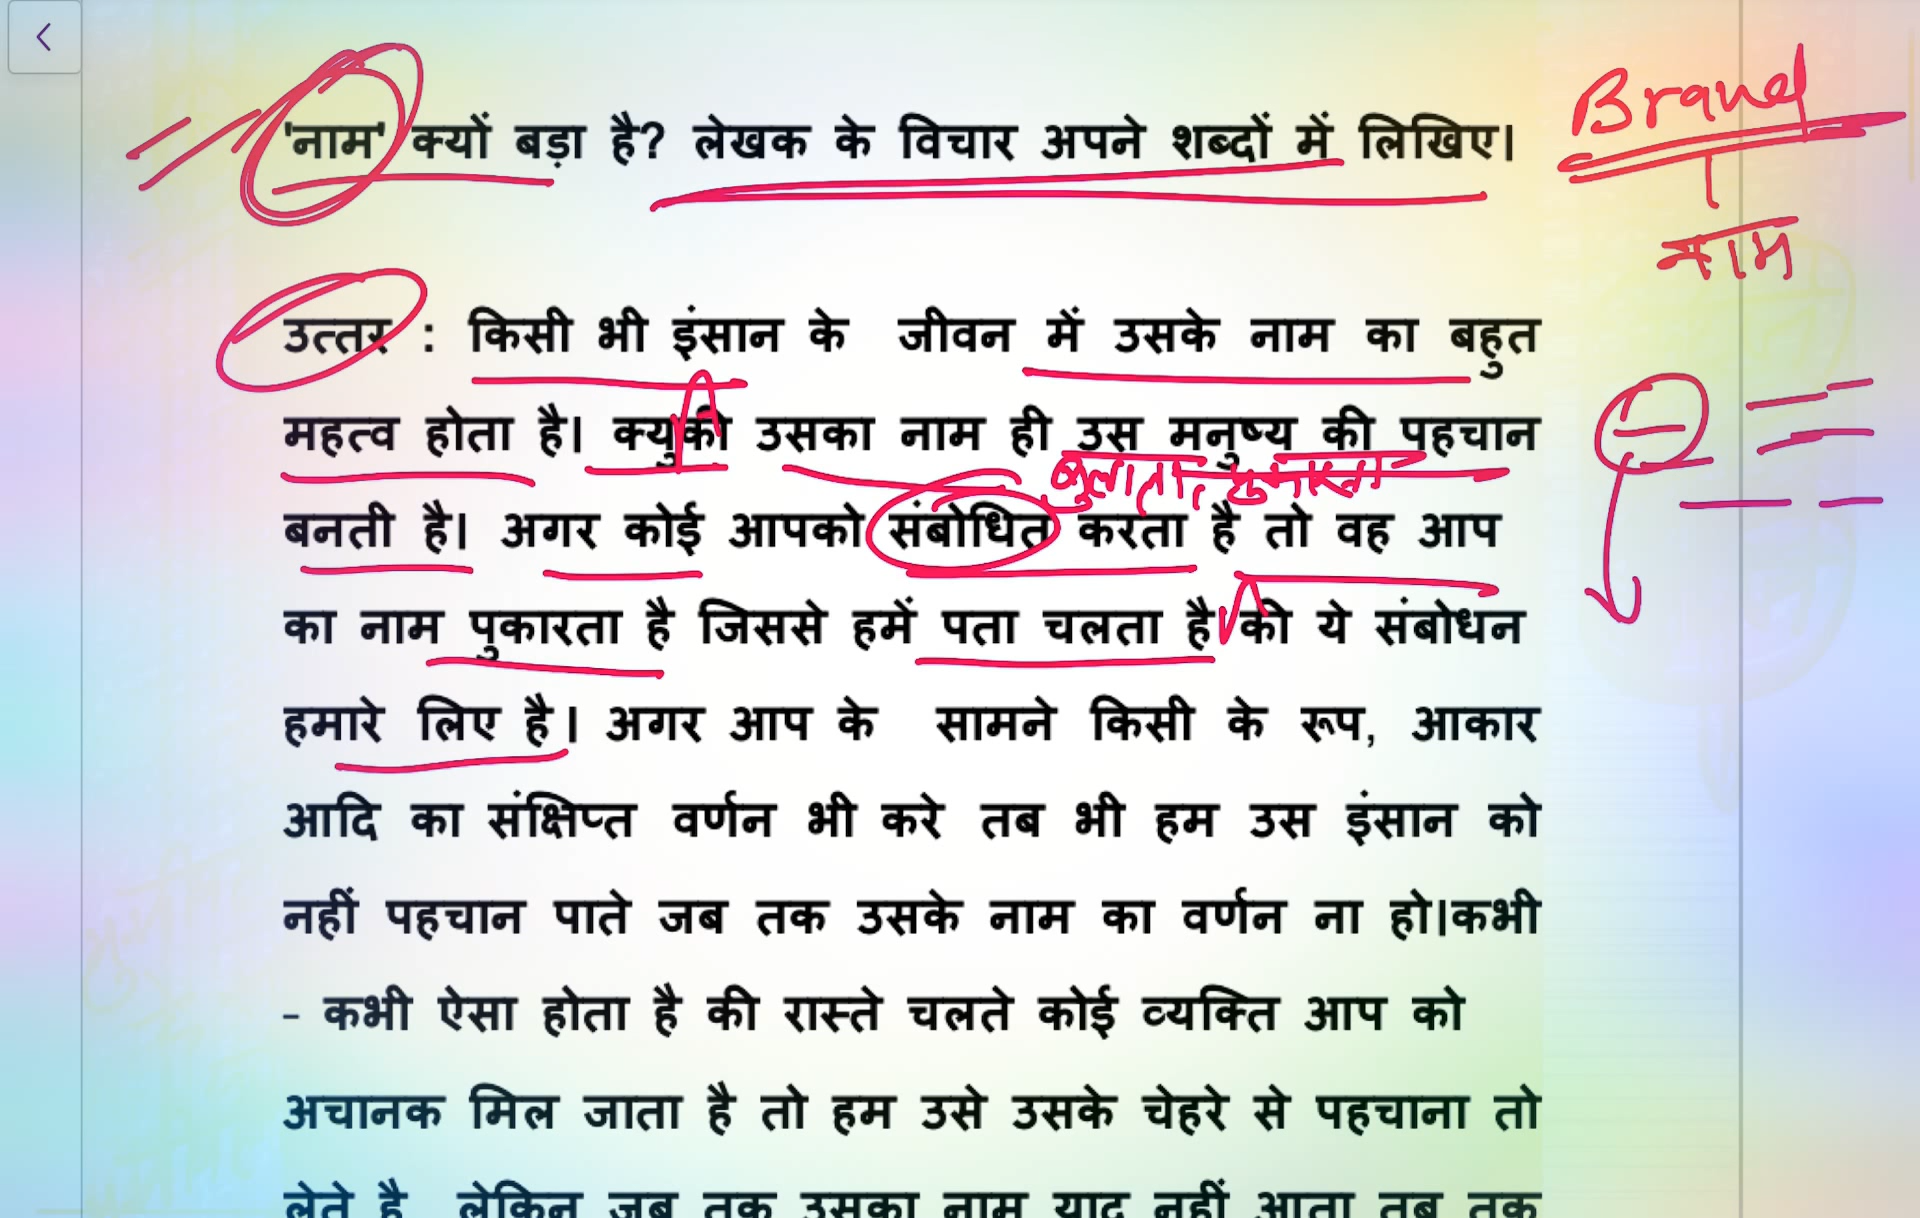 'नाम' क्यों बड़ा है? लेखक के विचार अपने शब्दों में लिखिए।
Brand
नाम
उत्तर : किसी भी इंसान के जीवन में उसके नाम का बहुत
महत्व होता है। क्युकी उसका नाम ही उस मनुष्य की पहचान
बुलाता, पुकारता
बनती है। अगर कोई आपको संबोधित करता है तो वह आप
का नाम पुकारता है जिससे हमें पता चलता है की ये संबोधन
हमारे लिए है। अगर आप के सामने किसी के रूप, आकार
आदि का संक्षिप्त वर्णन भी करे तब भी हम उस इंसान को
नहीं पहचान पाते जब तक उसके नाम का वर्णन ना हो।कभी
- कभी ऐसा होता है की रास्ते चलते कोई व्यक्ति आप को
अचानक मिल जाता है तो हम उसे उसके चेहरे से पहचाना तो
लेते है लेकिन जब तक उसका नाम याद नहीं आता तब तक